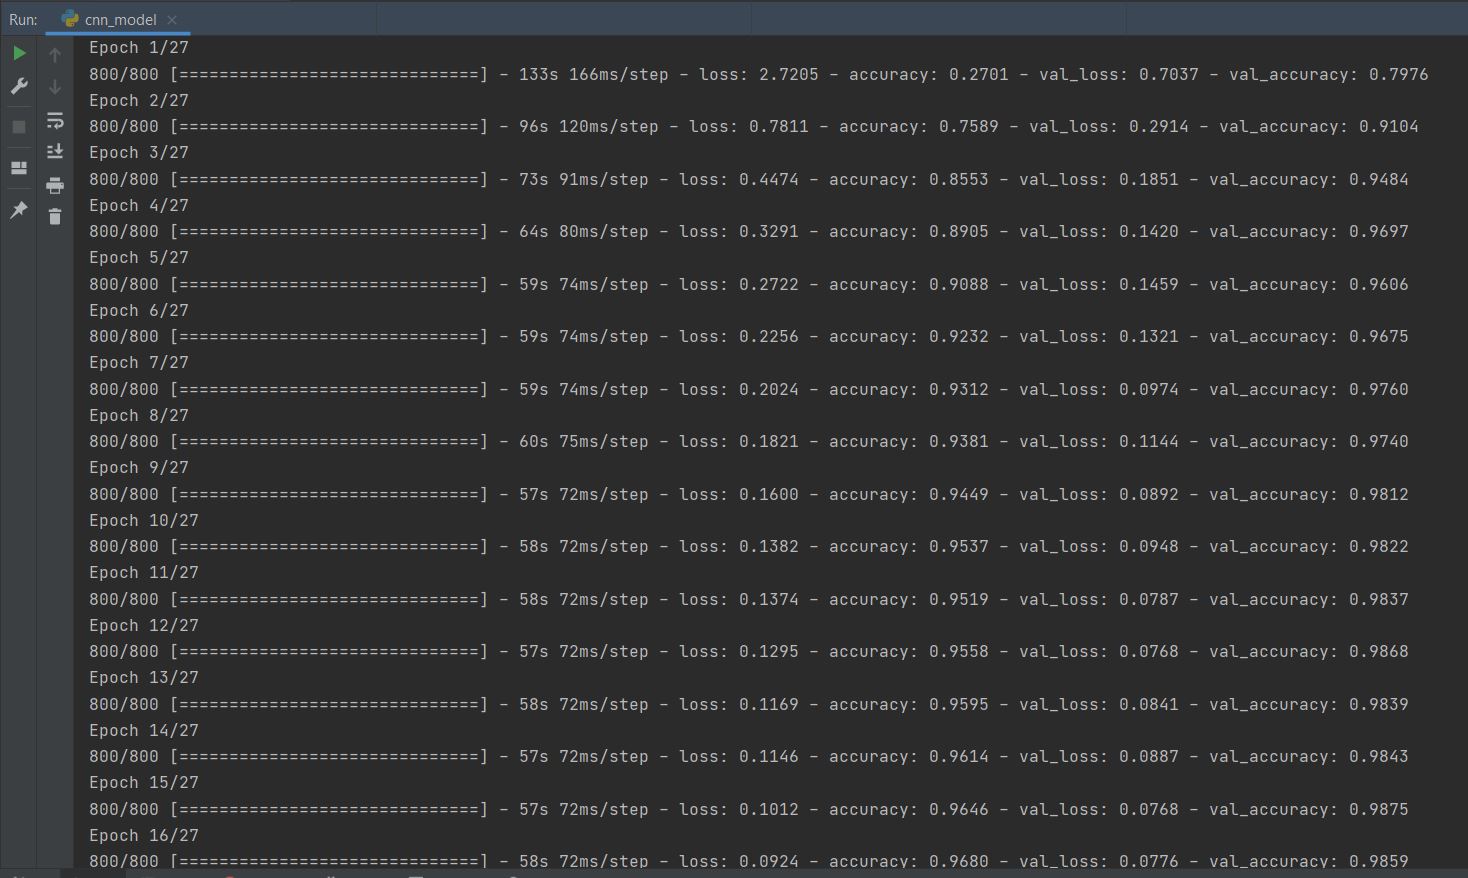 Run: cnn_model ×
Epoch 1/27
800/800 [==============================] - 133s 166ms/step - loss: 2.7205 - accuracy: 0.2701 - val_loss: 0.7037 - val_accuracy: 0.7976
Epoch 2/27
800/800 [==============================] - 96s 120ms/step - loss: 0.7811 - accuracy: 0.7589 - val_loss: 0.2914 - val_accuracy: 0.9104
Epoch 3/27
800/800 [==============================] - 73s 91ms/step - loss: 0.4474 - accuracy: 0.8553 - val_loss: 0.1851 - val_accuracy: 0.9484
Epoch 4/27
800/800 [==============================] - 64s 80ms/step - loss: 0.3291 - accuracy: 0.8905 - val_loss: 0.1420 - val_accuracy: 0.9697
Epoch 5/27
800/800 [==============================] - 59s 74ms/step - loss: 0.2722 - accuracy: 0.9088 - val_loss: 0.1459 - val_accuracy: 0.9606
Epoch 6/27
800/800 [==============================] - 59s 74ms/step - loss: 0.2256 - accuracy: 0.9232 - val_loss: 0.1321 - val_accuracy: 0.9675
Epoch 7/27
800/800 [==============================] - 59s 74ms/step - loss: 0.2024 - accuracy: 0.9312 - val_loss: 0.0974 - val_accuracy: 0.9760
Epoch 8/27
800/800 [==============================] - 60s 75ms/step - loss: 0.1821 - accuracy: 0.9381 - val_loss: 0.1144 - val_accuracy: 0.9740
Epoch 9/27
800/800 [==============================] - 57s 72ms/step - loss: 0.1600 - accuracy: 0.9449 - val_loss: 0.0892 - val_accuracy: 0.9812
Epoch 10/27
800/800 [==============================] - 58s 72ms/step - loss: 0.1382 - accuracy: 0.9537 - val_loss: 0.0948 - val_accuracy: 0.9822
Epoch 11/27
800/800 [==============================] - 58s 72ms/step - loss: 0.1374 - accuracy: 0.9519 - val_loss: 0.0787 - val_accuracy: 0.9837
Epoch 12/27
800/800 [==============================] - 57s 72ms/step - loss: 0.1295 - accuracy: 0.9558 - val_loss: 0.0768 - val_accuracy: 0.9868
Epoch 13/27
800/800 [==============================] - 58s 72ms/step - loss: 0.1169 - accuracy: 0.9595 - val_loss: 0.0841 - val_accuracy: 0.9839
Epoch 14/27
800/800 [==============================] - 57s 72ms/step - loss: 0.1146 - accuracy: 0.9614 - val_loss: 0.0887 - val_accuracy: 0.9843
Epoch 15/27
800/800 [==============================] - 57s 72ms/step - loss: 0.1012 - accuracy: 0.9646 - val_loss: 0.0768 - val_accuracy: 0.9875
Epoch 16/27
800/800 [==============================] - 58s 72ms/step - loss: 0.0924 - accuracy: 0.9680 - val_loss: 0.0776 - val_accuracy: 0.9859